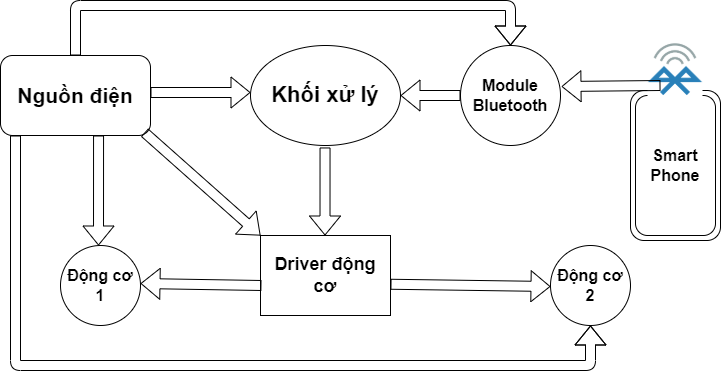 Nguồn điện
Khối xử lý
Module
Bluetooth
Smart
Phone
Động cơ
1
Driver động
cơ
Động cơ
2